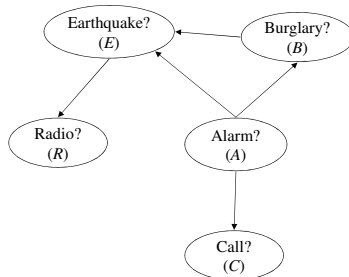 Earthquake?
(E)
Burglary?
(B)
Radio?
(R)
Alarm?
(A)
Call?
(C)